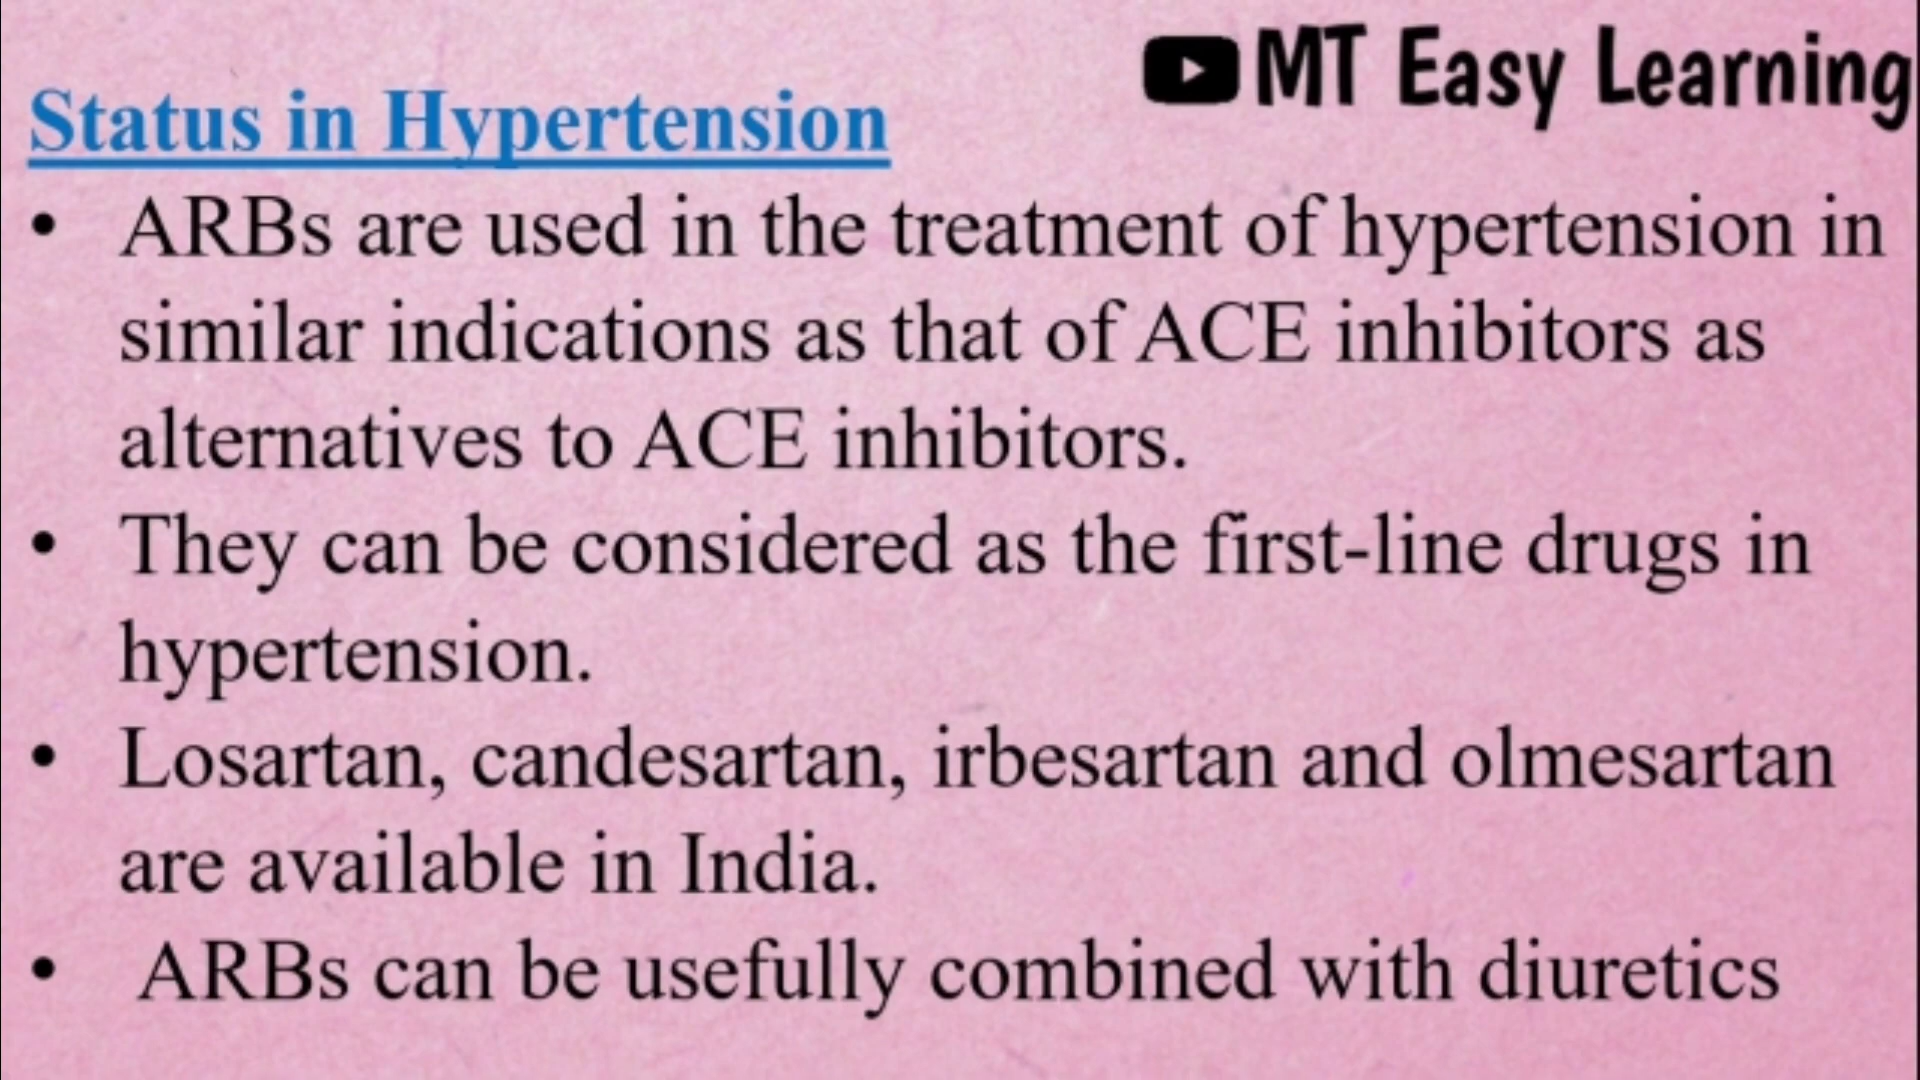 MT Easy Learning
Status in Hypertension
• ARBs are used in the treatment of hypertension in
similar indications as that of ACE inhibitors as
alternatives to ACE inhibitors.
• They can be considered as the first-line drugs in
hypertension.
• Losartan, candesartan, irbesartan and olmesartan
are available in India.
• ARBs can be usefully combined with diuretics